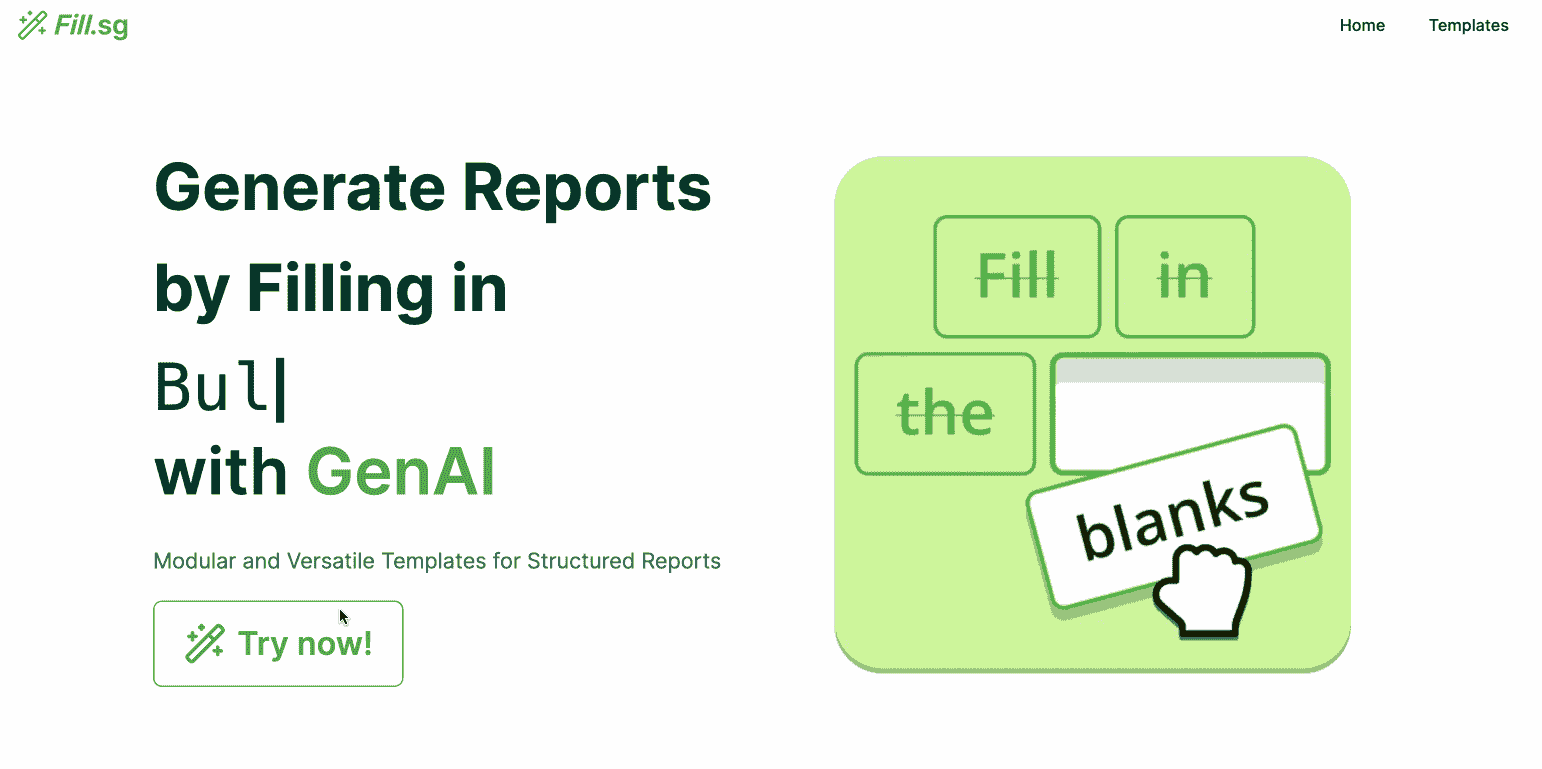 Fill.sg
Home
Templates
Generate Reports
by Filling in
Bul
with GenAI
Modular and Versatile Templates for Structured Reports
Try now!
Fill in
the
blanks